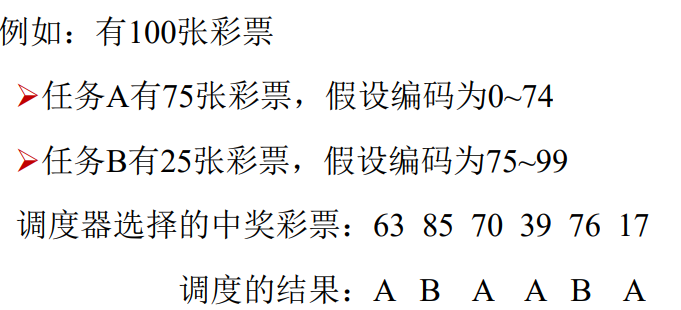 例如：有100张彩票
➢任务A有75张彩票，假设编码为0~74
➢任务B有25张彩票，假设编码为75~99
调度器选择的中奖彩票：63 85 70 39 76 17
调度的结果：A B A A B A